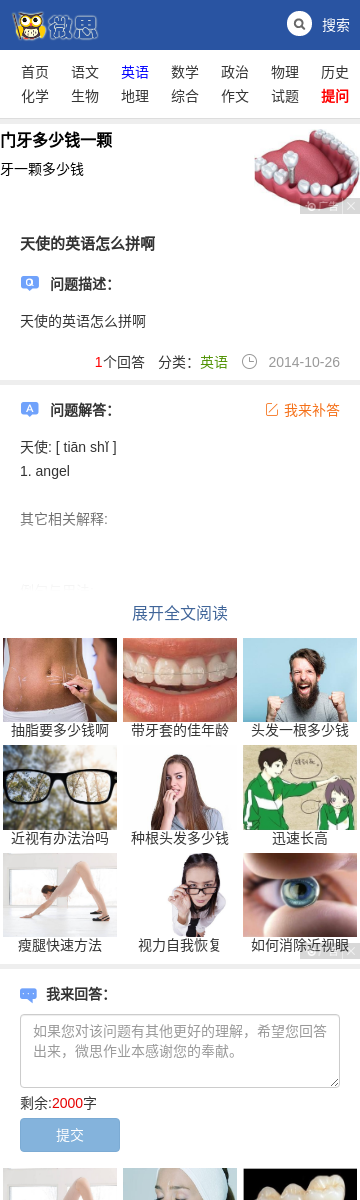 微思
搜索
首页 语文 英语 数学 政治 物理 历史
化学 生物 地理 综合 作文 试题 提问
门牙多少钱一颗
牙一颗多少钱
广告
天使的英语怎么拼啊
问题描述：
天使的英语怎么拼啊
1个回答 分类：英语 2014-10-26
问题解答：
我来补答
天使: [ tiān shǐ ]
1. angel
其它相关解释:
展开全文阅读
抽脂要多少钱啊 带牙套的佳年龄 头发一根多少钱
近视有办法治吗 种根头发多少钱 迅速长高
瘦腿快速方法 视力自我恢复 如何消除近视眼
广告
我来回答：
如果您对该问题有其他更好的理解，希望您回答
出来，微思作业本感谢您的奉献。
剩余:2000字
提交